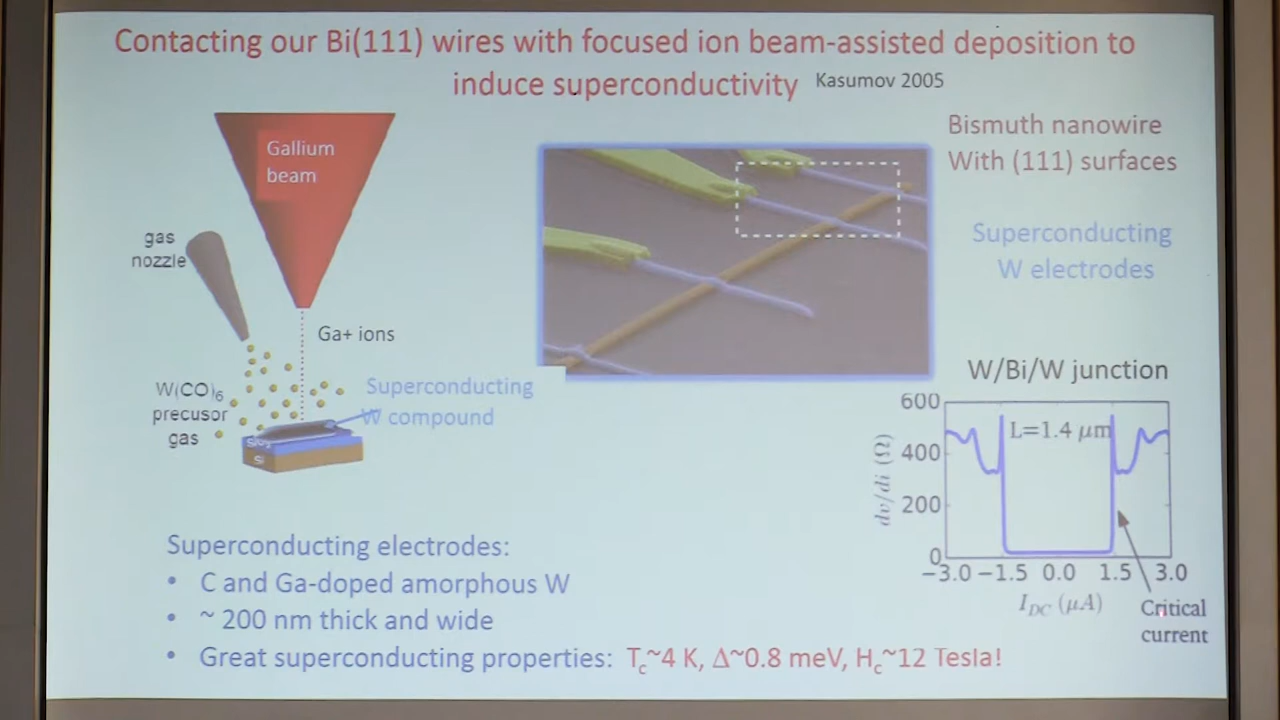 Contacting our Bi(111) wires with focused ion beam-assisted deposition to
induce superconductivity Kasumov 2005
Gallium
beam
gas
nozzle
Ga+ ions
W(CO)6
precusor
gas
Superconducting
W compound
Si
Bismuth nanowire
With (111) surfaces
Superconducting
W electrodes
W/Bi/W junction
600
400
200
0
dv/di (Ω)
L=1.4 μm
−3.0 −1.5 0.0 1.5 3.0
I_DC (μA)
Critical
current
Superconducting electrodes:
• C and Ga-doped amorphous W
• ~ 200 nm thick and wide
• Great superconducting properties: Tc~4 K, Δ~0.8 meV, Hc~12 Tesla!